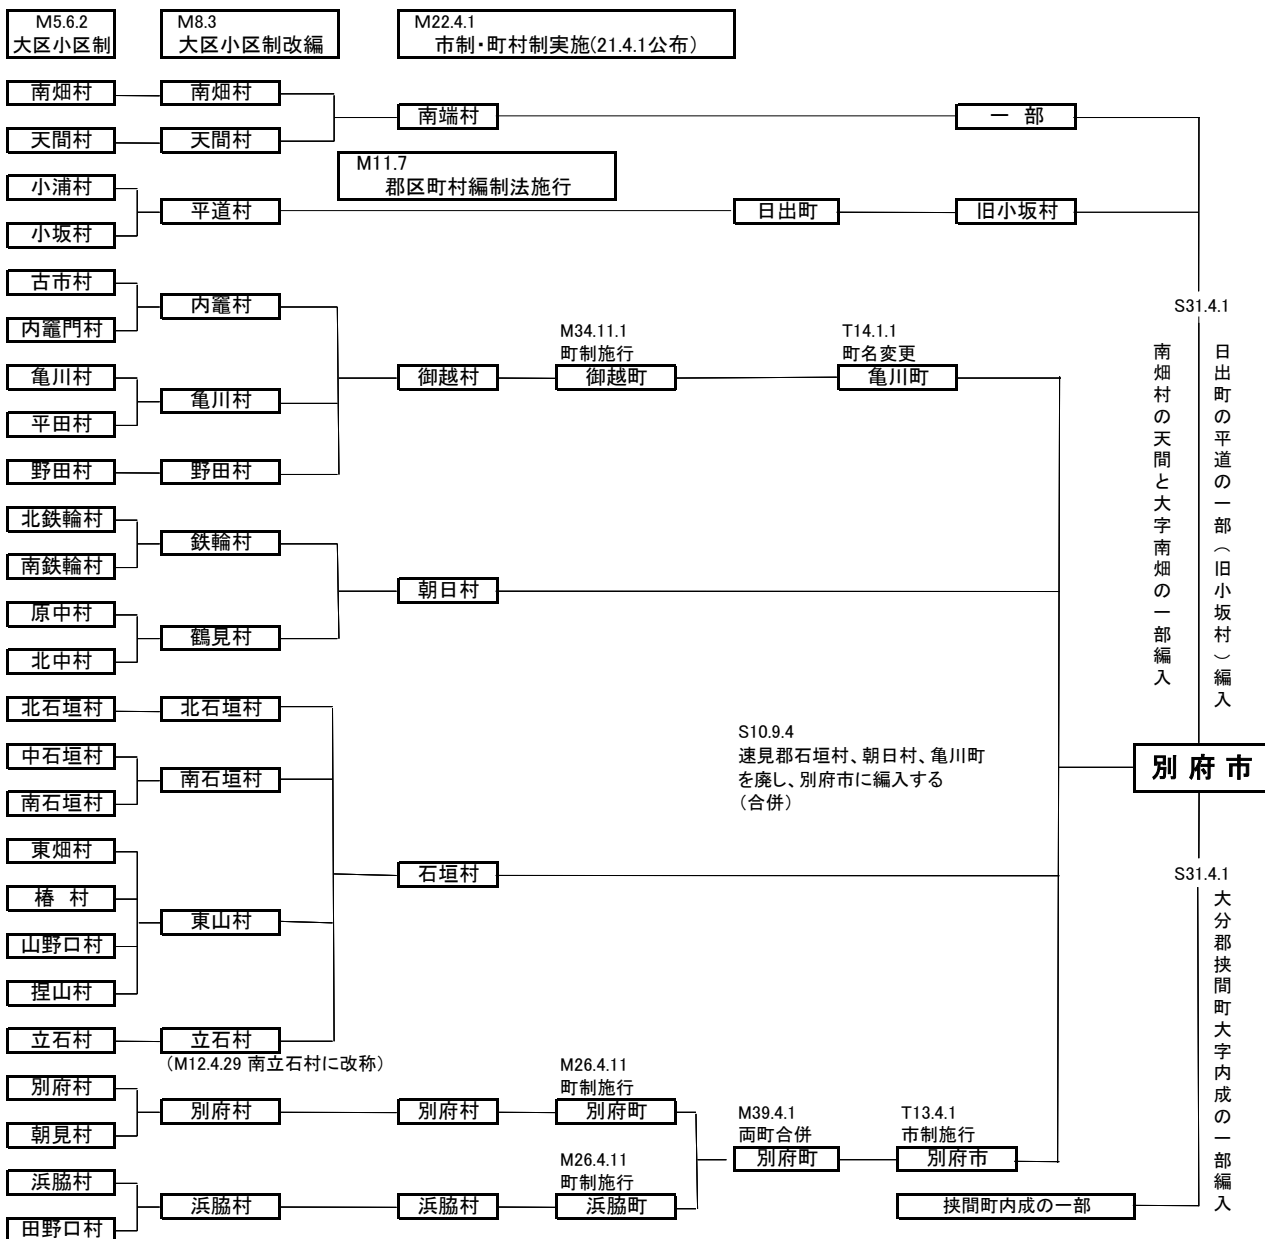 M5.6.2
大区小区制
M8.3
大区小区制改編
M22.4.1
市制・町村制実施(21.4.1公布)
南畑村
南畑村
天間村
天間村
南端村
一 部
M11.7
郡区町村編制法施行
小浦村
小坂村
平道村
日出町
旧小坂村
古市村
内竈門村
内竈村
亀川村
平田村
亀川村
野田村
野田村
御越村
M34.11.1
町制施行
御越町
T14.1.1
町名変更
亀川町
北鉄輪村
南鉄輪村
鉄輪村
原中村
北中村
鶴見村
朝日村
北石垣村
北石垣村
中石垣村
南石垣村
南石垣村
東畑村
椿 村
山野口村
捏山村
東山村
立石村
立石村
(M12.4.29 南立石村に改称)
石垣村
S10.9.4
速見郡石垣村、朝日村、亀川町
を廃し、別府市に編入する
(合併)
別府村
朝見村
別府村
別府村
M26.4.11
町制施行
別府町
浜脇村
田野口村
浜脇村
浜脇村
M26.4.11
町制施行
浜脇町
M39.4.1
両町合併
別府町
T13.4.1
市制施行
別府市
挾間町内成の一部
S31.4.1
日出町の平道の一部(旧小坂村)編入
南畑村の天間と大字南畑の一部編入
別府市
S31.4.1
大分郡挾間町大字内成の一部編入